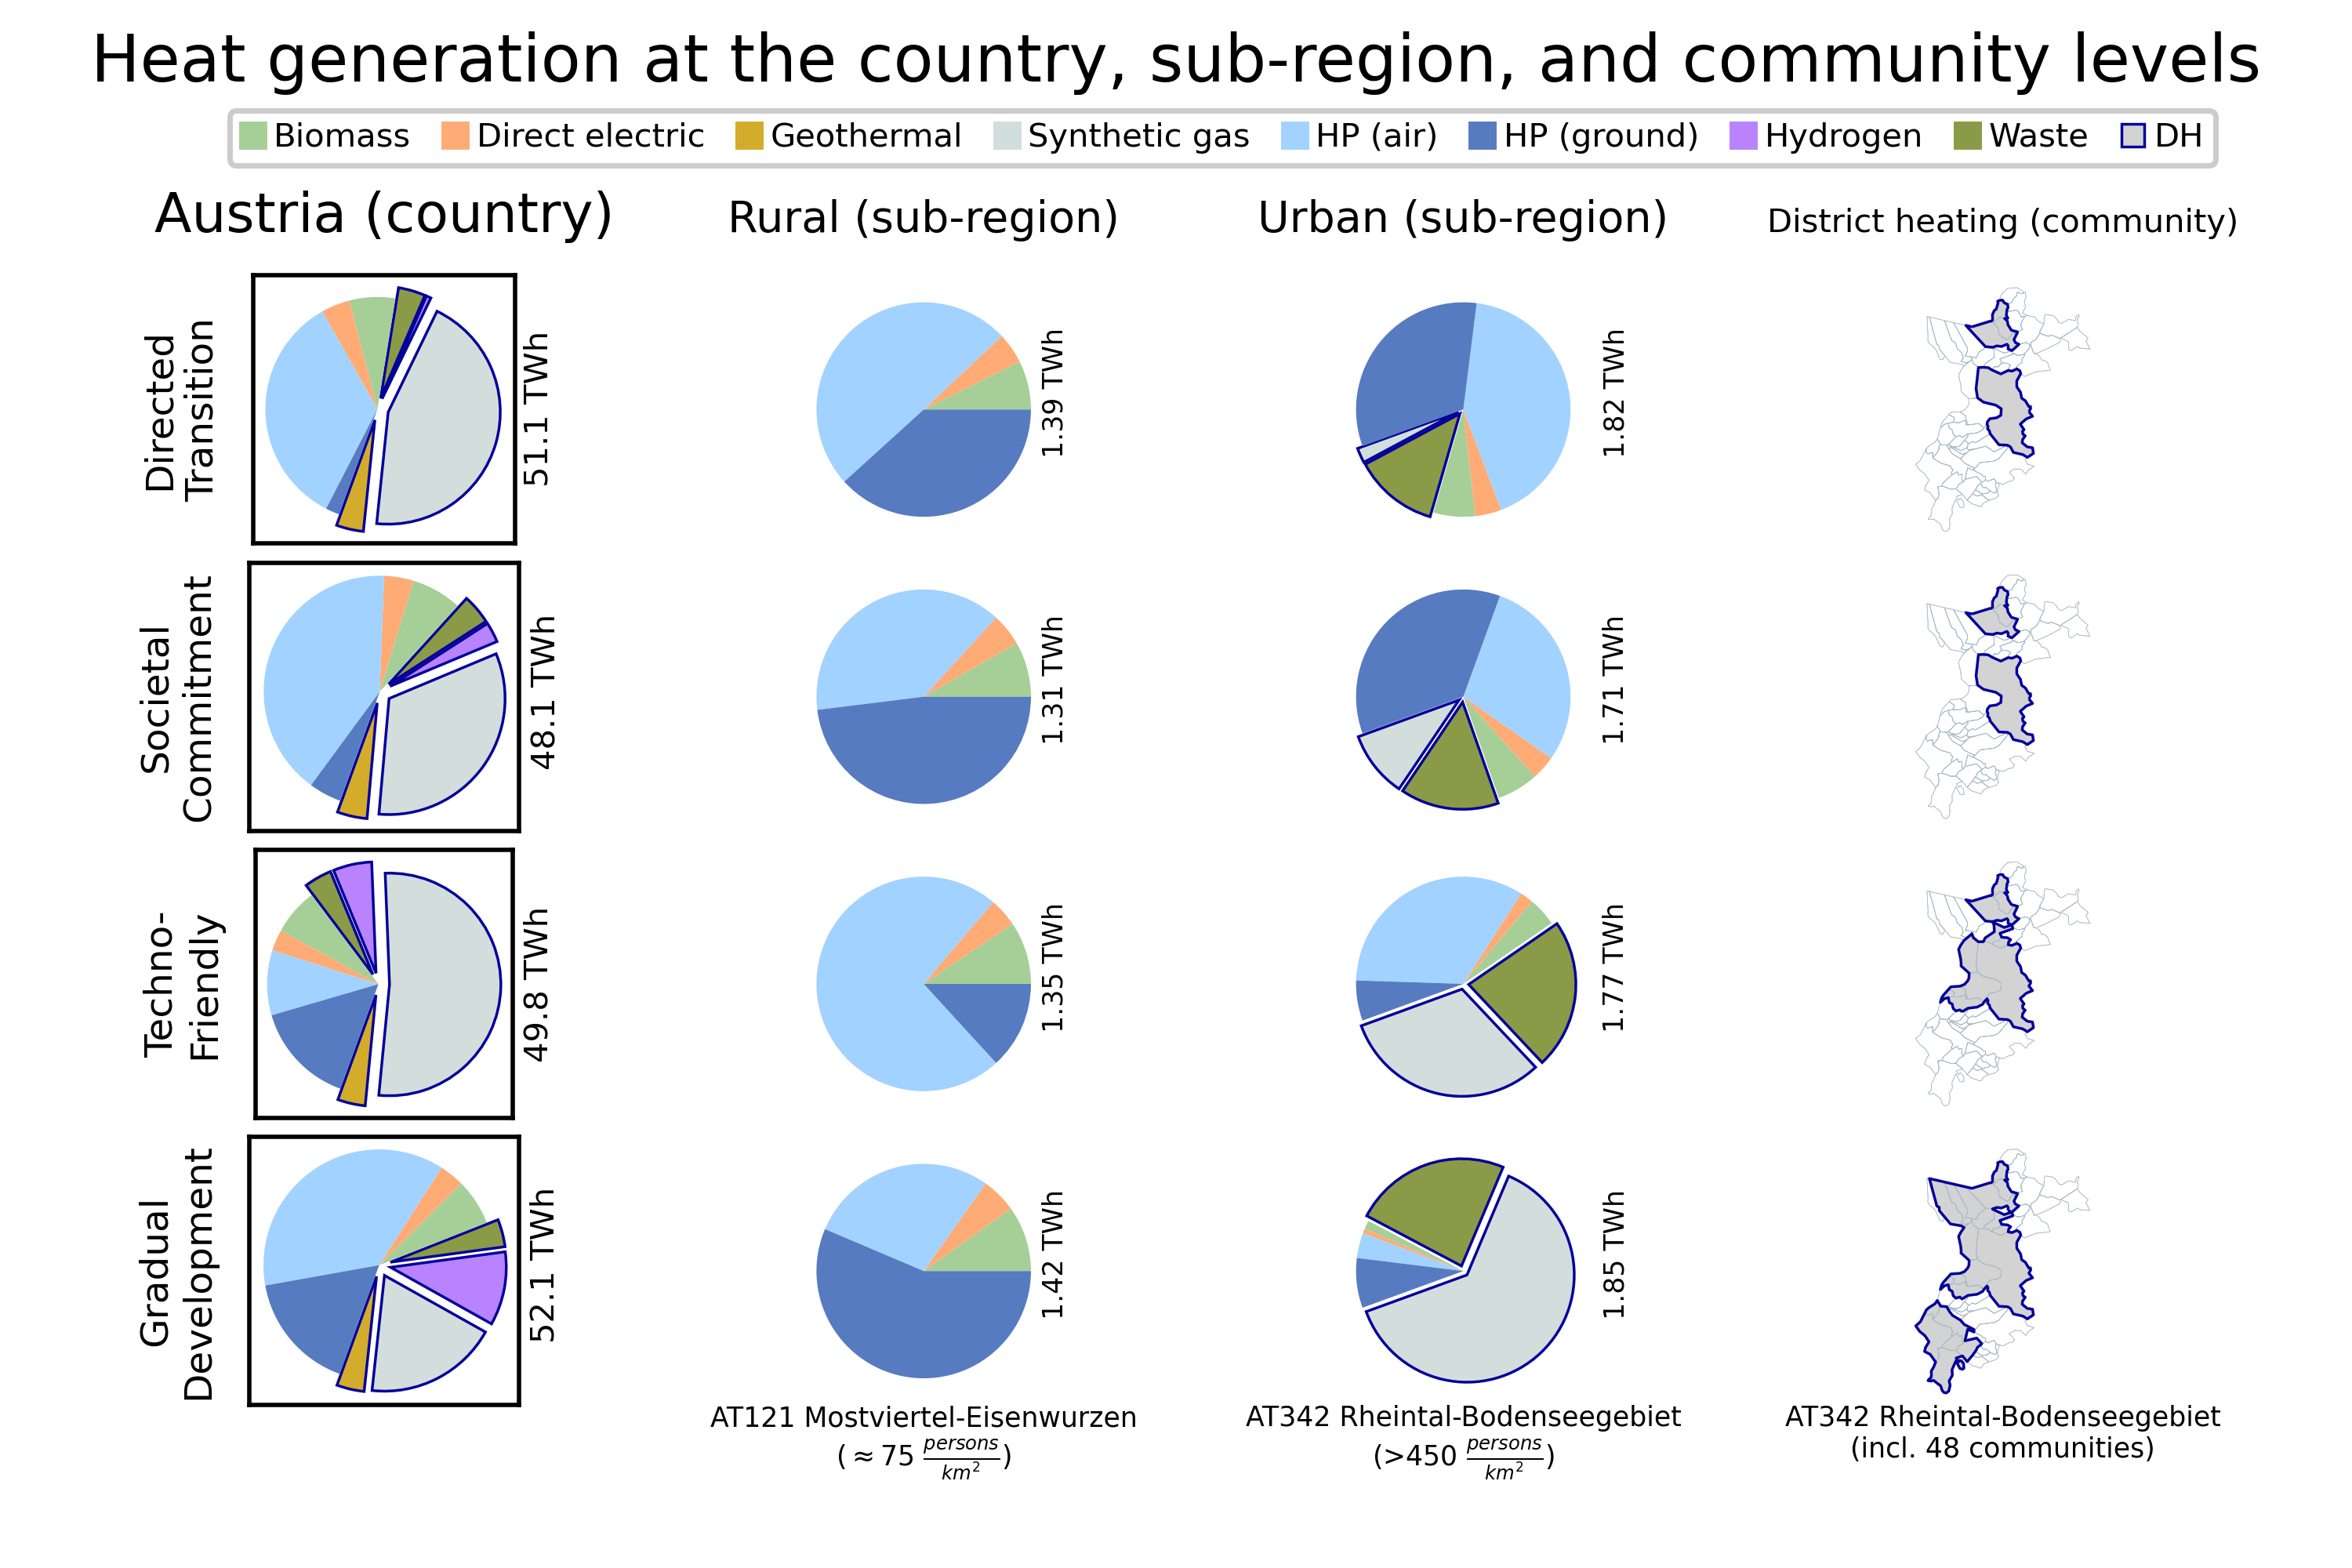 Heat generation at the country, sub-region, and community levels
Biomass Direct electric Geothermal Synthetic gas HP (air) HP (ground) Hydrogen Waste DH
Austria (country) Rural (sub-region) Urban (sub-region) District heating (community)
Directed
Transition
51.1 TWh
1.39 TWh
1.82 TWh
Societal
Commitment
48.1 TWh
1.31 TWh
1.71 TWh
Techno-
Friendly
49.8 TWh
1.35 TWh
1.77 TWh
Gradual
Development
52.1 TWh
1.42 TWh
1.85 TWh
AT121 Mostviertel-Eisenwurzen
(≈75 persons/km²)
AT342 Rheintal-Bodenseegebiet
(>450 persons/km²)
AT342 Rheintal-Bodenseegebiet
(incl. 48 communities)